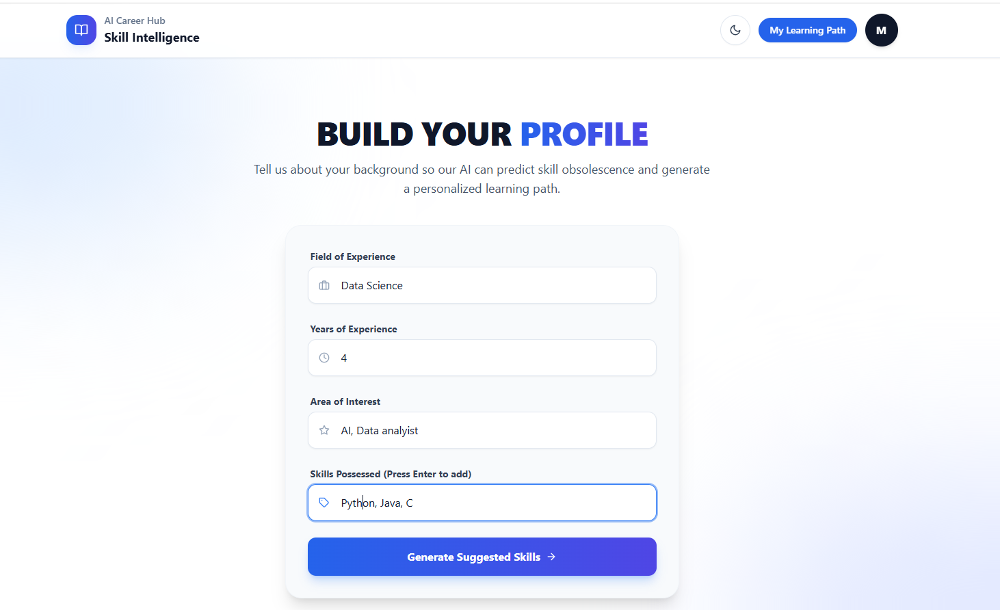 AI Career Hub
Skill Intelligence
My Learning Path
M
BUILD YOUR PROFILE
Tell us about your background so our AI can predict skill obsolescence and generate
a personalized learning path.
Field of Experience
Data Science
Years of Experience
4
Area of Interest
AI, Data analyist
Skills Possessed (Press Enter to add)
Python, Java, C
Generate Suggested Skills →